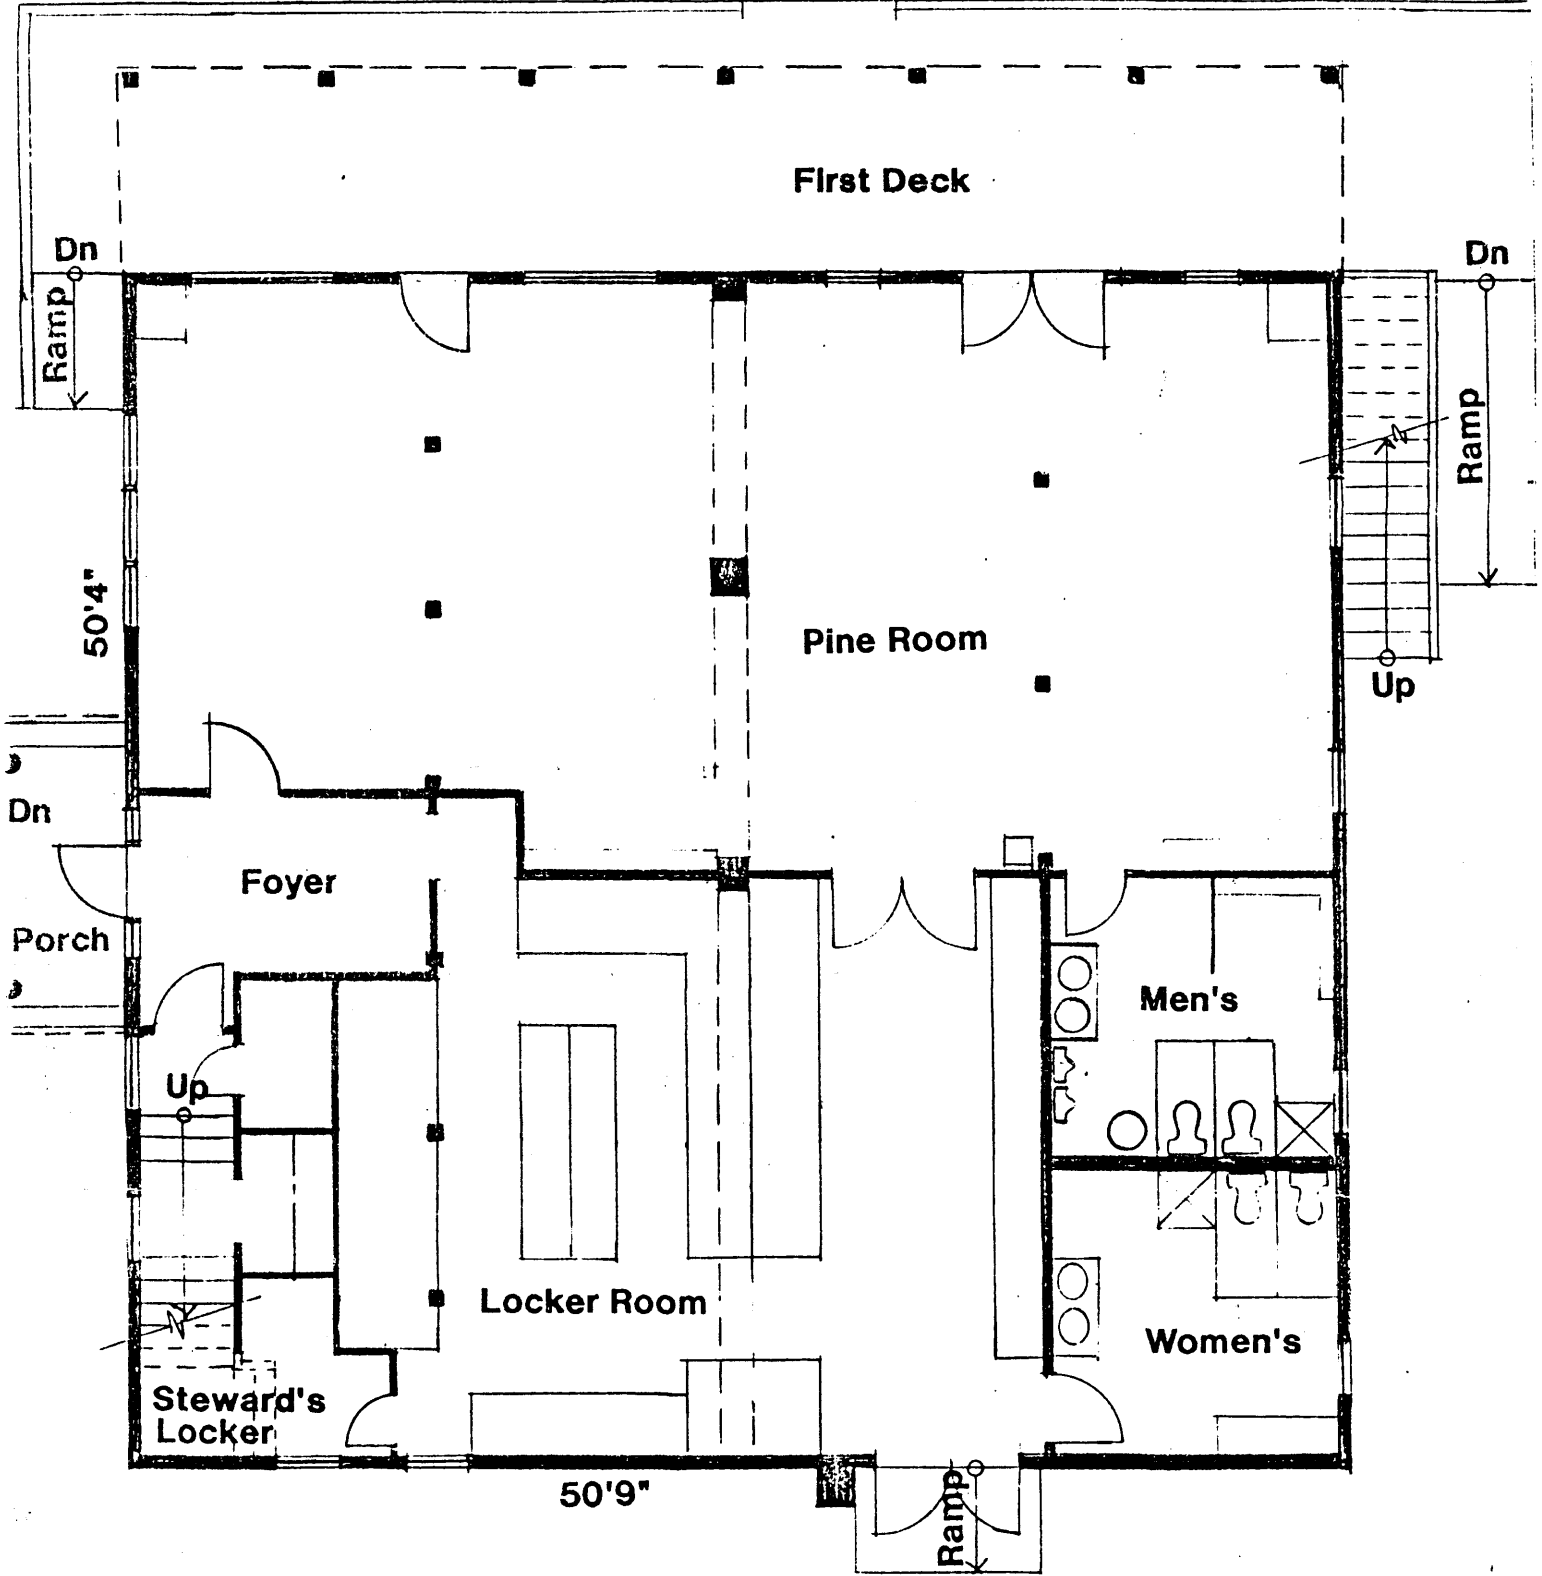 First Deck
Dn
Dn
Ramp
Ramp
50'4"
Pine Room
Up
Dn
Foyer
Porch
Men's
Up
Locker Room
Women's
Steward's
Locker
50'9"
Ramp